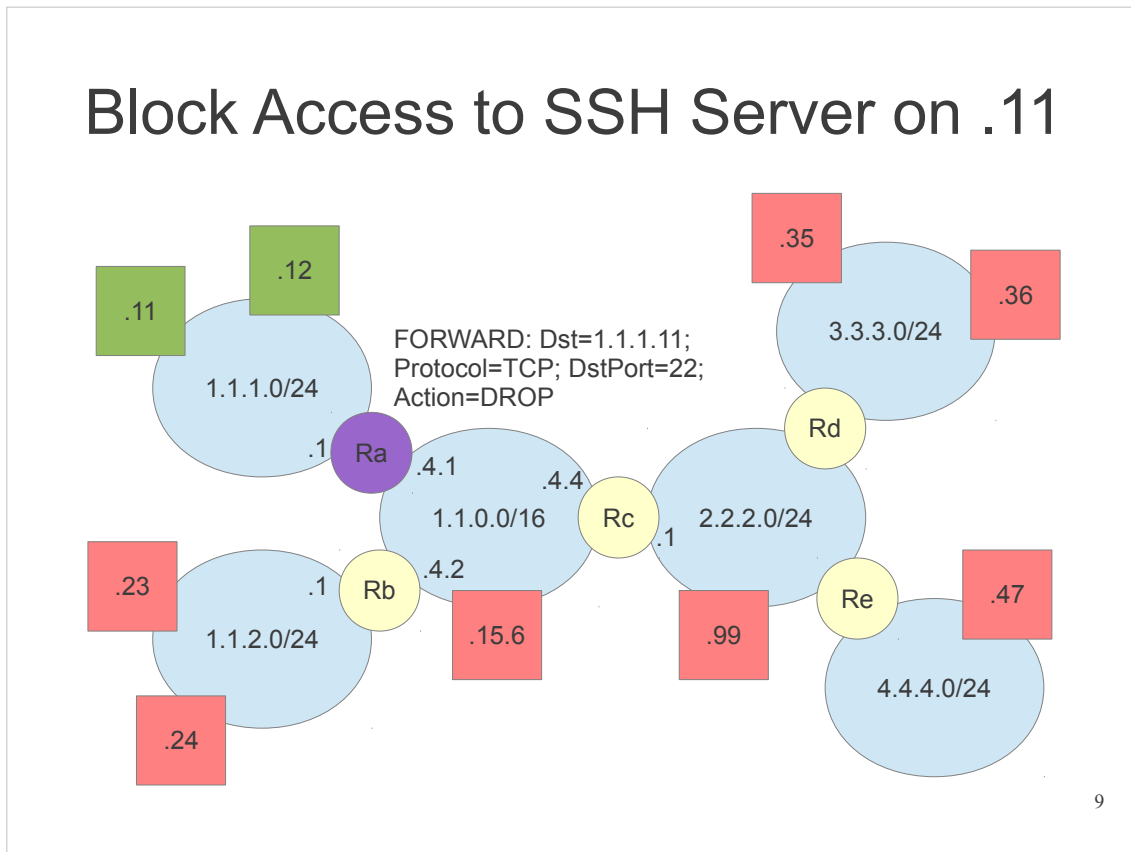 Block Access to SSH Server on .11
.35
.12
.11
.36
3.3.3.0/24
FORWARD: Dst=1.1.1.11;
Protocol=TCP; DstPort=22;
Action=DROP
1.1.1.0/24
Rd
.1
Ra
.4.1
.4.4
1.1.0.0/16
Rc
2.2.2.0/24
.1
.4.2
.23
.1
Rb
Re
.47
1.1.2.0/24
.15.6
.99
4.4.4.0/24
.24
9